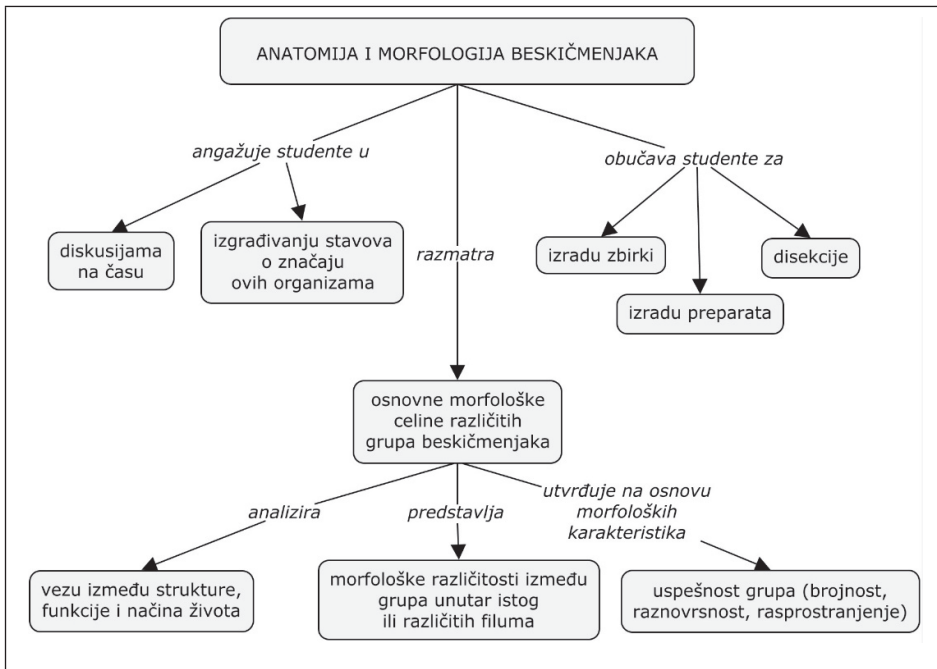 ANATOMIJA I MORFOLOGIJA BESKIČMENJAKA
angažuje studente u
diskusijama
na času
izgrađivanju stavova
o značaju
ovih organizama
razmatra
obučava studente za
izradu zbirki
izradu preparata
disekcije
osnovne morfološke
celine različitih
grupa beskičmenjaka
analizira
vezu između strukture,
funkcije i načina života
predstavlja
morfološke različitosti između
grupa unutar istog
ili različitih filuma
utvrđuje na osnovu
morfoloških
karakteristika
uspešnost grupa (brojnost,
raznovrsnost, rasprostranjenje)